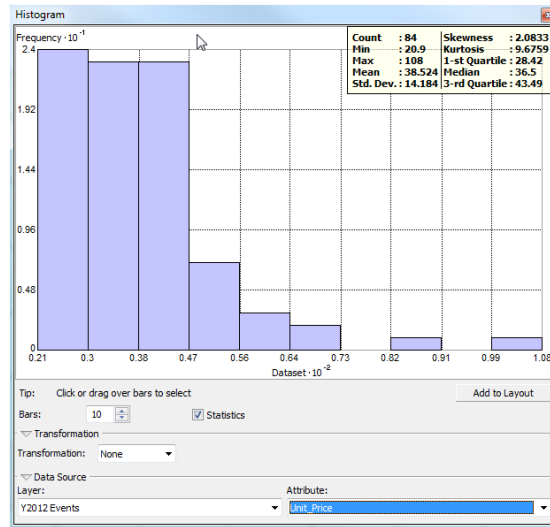 Histogram
Frequency · 10 -1
Count : 84 Skewness : 2.0833
Min : 20.9 Kurtosis : 9.6759
Max : 108 1-st Quartile : 28.42
Mean : 38.524 Median : 36.5
Std. Dev. : 14.184 3-rd Quartile : 43.49
2.4
1.92
1.44
0.96
0.48
0
0.21 0.3 0.38 0.47 0.56 0.64 0.73 0.82 0.91 0.99 1.08
Dataset · 10 -2
Tip: Click or drag over bars to select Add to Layout
Bars: 10 Statistics
Transformation
Transformation: None
Data Source
Layer: Attribute:
Y2012 Events Unit_Price